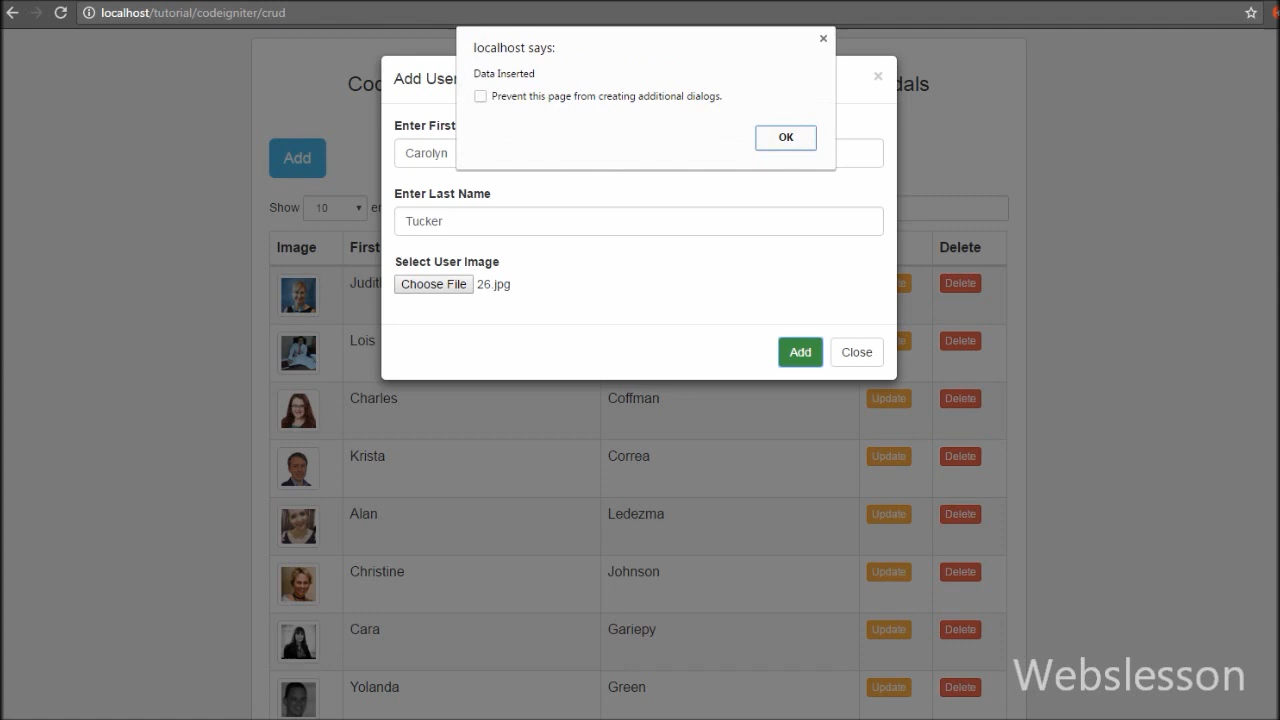 localhost/tutorial/codeigniter/crud
localhost says:
Data Inserted
Prevent this page from creating additional dialogs.
OK
Add User
Enter First
Carolyn
Enter Last Name
Tucker
Select User Image
Choose File 26.jpg
Add Close
Add
Show 10
Image First Delete
Delete
Lois Delete
Charles Coffman Update Delete
Krista Correa Update Delete
Alan Ledezma Update Delete
Christine Johnson Update Delete
Cara Gariepy Update Delete
Yolanda Green Update Delete
Webslesson